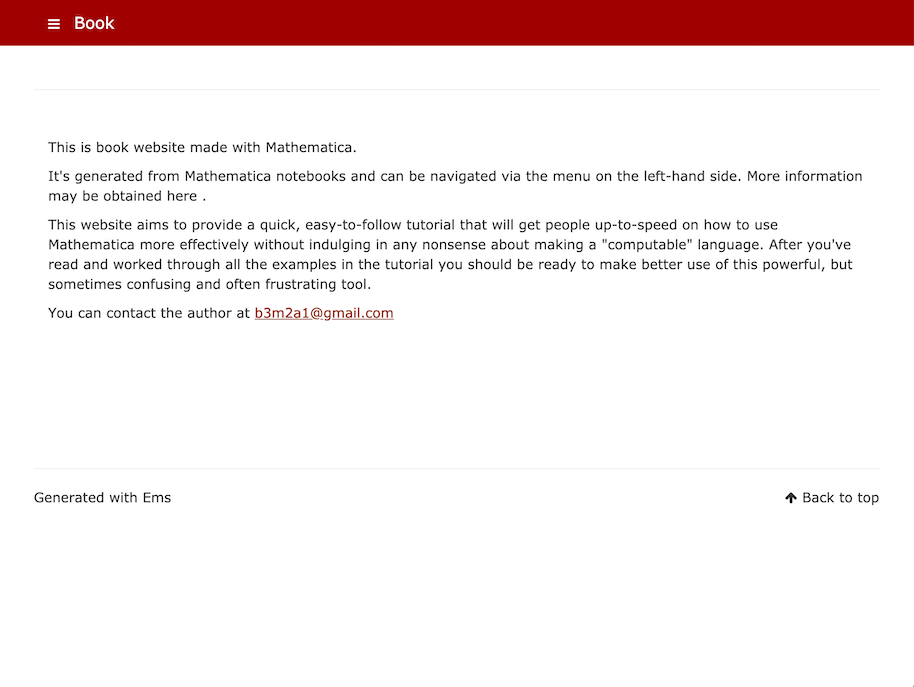 Book
This is book website made with Mathematica.
It's generated from Mathematica notebooks and can be navigated via the menu on the left-hand side. More information
may be obtained here .
This website aims to provide a quick, easy-to-follow tutorial that will get people up-to-speed on how to use
Mathematica more effectively without indulging in any nonsense about making a "computable" language. After you've
read and worked through all the examples in the tutorial you should be ready to make better use of this powerful, but
sometimes confusing and often frustrating tool.
You can contact the author at b3m2a1@gmail.com
Generated with Ems
Back to top